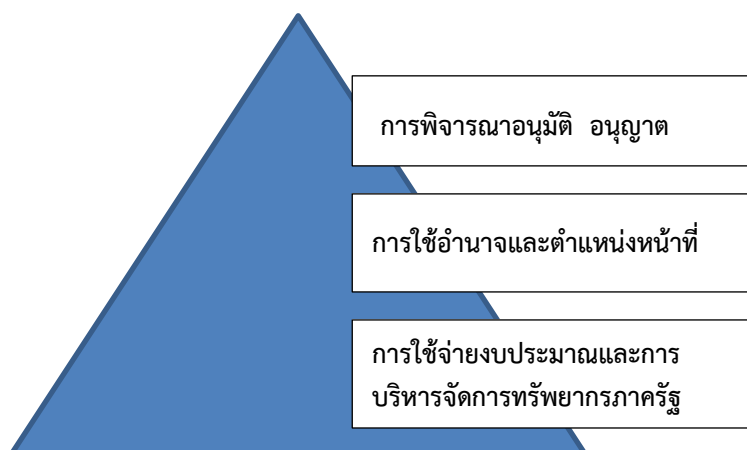 การพิจารณาอนุมัติ อนุญาต
การใช้อำนาจและตำแหน่งหน้าที่
การใช้จ่ายงบประมาณและการ
บริหารจัดการทรัพยากรภาครัฐ